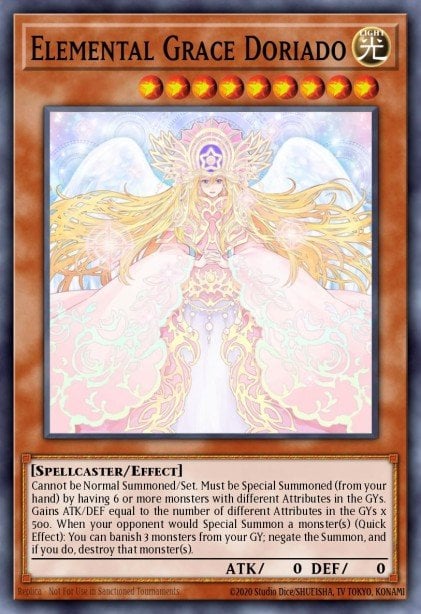 Elemental Grace Doriado
LIGHT
光
[Spellcaster/Effect]
Cannot be Normal Summoned/Set. Must be Special Summoned (from your
hand) by having 6 or more monsters with different Attributes in the GYs.
Gains ATK/DEF equal to the number of different Attributes in the GYs x
500. When your opponent would Special Summon a monster(s) (Quick
Effect): You can banish 3 monsters from your GY; negate the Summon, and
if you do, destroy that monster(s).
ATK/ 0 DEF/ 0
Replica - Not For Use in Sanctioned Tournaments
©2020 Studio Dice/SHUEISHA, TV TOKYO, KONAMI